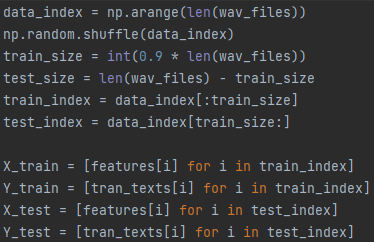 data_index = np.arange(len(wav_files))
np.random.shuffle(data_index)
train_size = int(0.9 * len(wav_files))
test_size = len(wav_files) - train_size
train_index = data_index[:train_size]
test_index = data_index[train_size:]

X_train = [features[i] for i in train_index]
Y_train = [tran_texts[i] for i in train_index]
X_test = [features[i] for i in test_index]
Y_test = [tran_texts[i] for i in test_index]